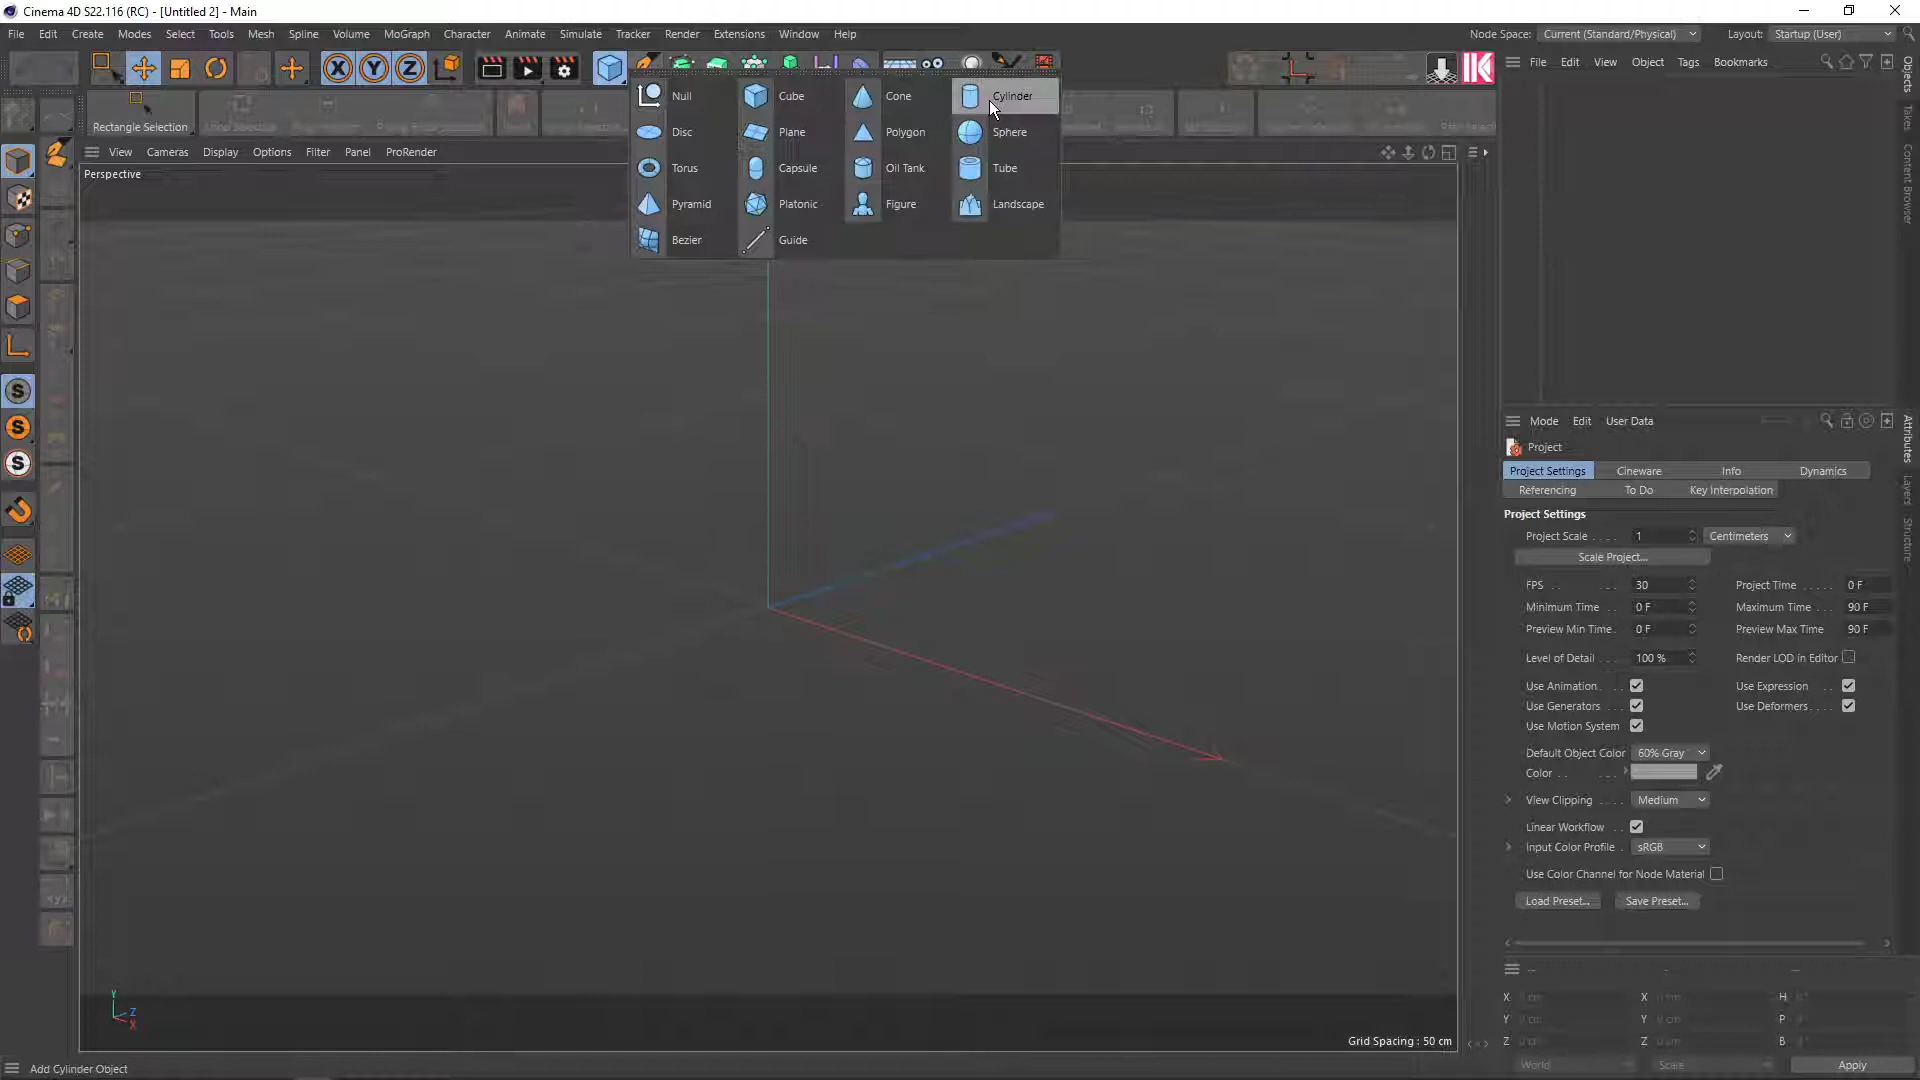 Cinema 4D S22.116 (RC) - [Untitled 2] - Main
File Edit Create Modes Select Tools Mesh Spline Volume MoGraph Character Animate Simulate Tracker Render Extensions Window Help
Node Space: Current (Standard/Physical) Layout: Startup (User)
X Y Z
File Edit View Object Tags Bookmarks
Null Cube Cone Cylinder
Disc Plane Polygon Sphere
Torus Capsule Oil Tank Tube
Pyramid Platonic Figure Landscape
Bezier Guide
Rectangle Selection
View Cameras Display Options Filter Panel ProRender
Perspective
S
S
S
Objects
Takes
Content Browser
Attributes
Layers
Structure
Mode Edit User Data
Project
Project Settings Cineware Info Dynamics
Referencing To Do Key Interpolation
Project Settings
Project Scale 1 Centimeters
Scale Project...
FPS 30 Project Time 0 F
Minimum Time 0 F Maximum Time 90 F
Preview Min Time 0 F Preview Max Time 90 F
Level of Detail 100 % Render LOD in Editor
Use Animation Use Expression
Use Generators Use Deformers
Use Motion System
Default Object Color 60% Gray
Color
View Clipping Medium
Linear Workflow
Input Color Profile sRGB
Use Color Channel for Node Material
Load Preset... Save Preset...
X X H
Y Y P
Z Z B
World Scale Apply
Y
Z
X
Grid Spacing : 50 cm
Add Cylinder Object